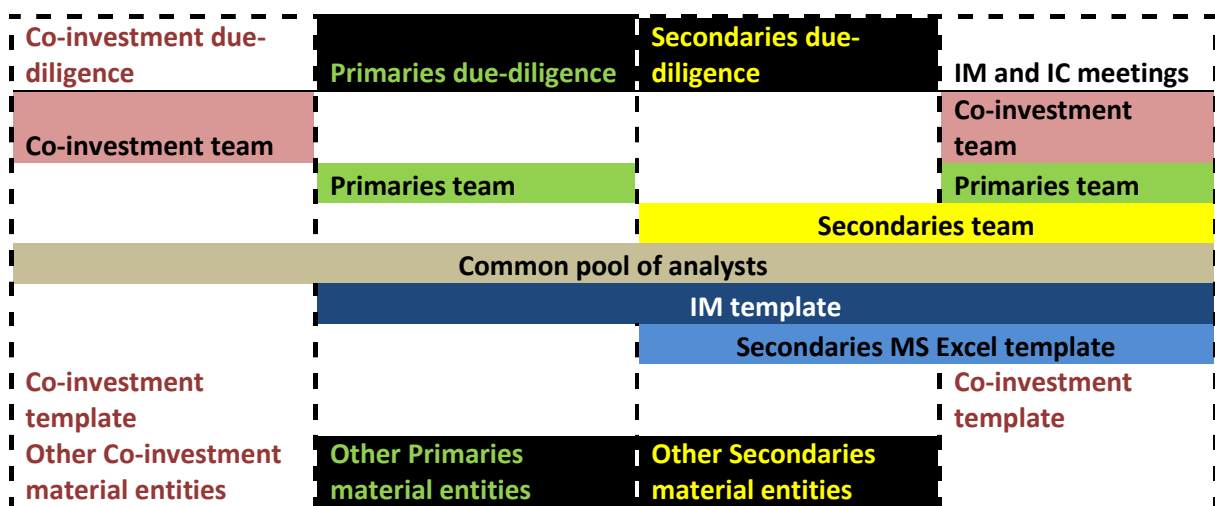 Co-investment due-
diligence
Primaries due-diligence
Secondaries due-
diligence
IM and IC meetings
Co-investment team
Co-investment
team
Primaries team
Primaries team
Secondaries team
Common pool of analysts
IM template
Secondaries MS Excel template
Co-investment
template
Co-investment
template
Other Co-investment
material entities
Other Primaries
material entities
Other Secondaries
material entities